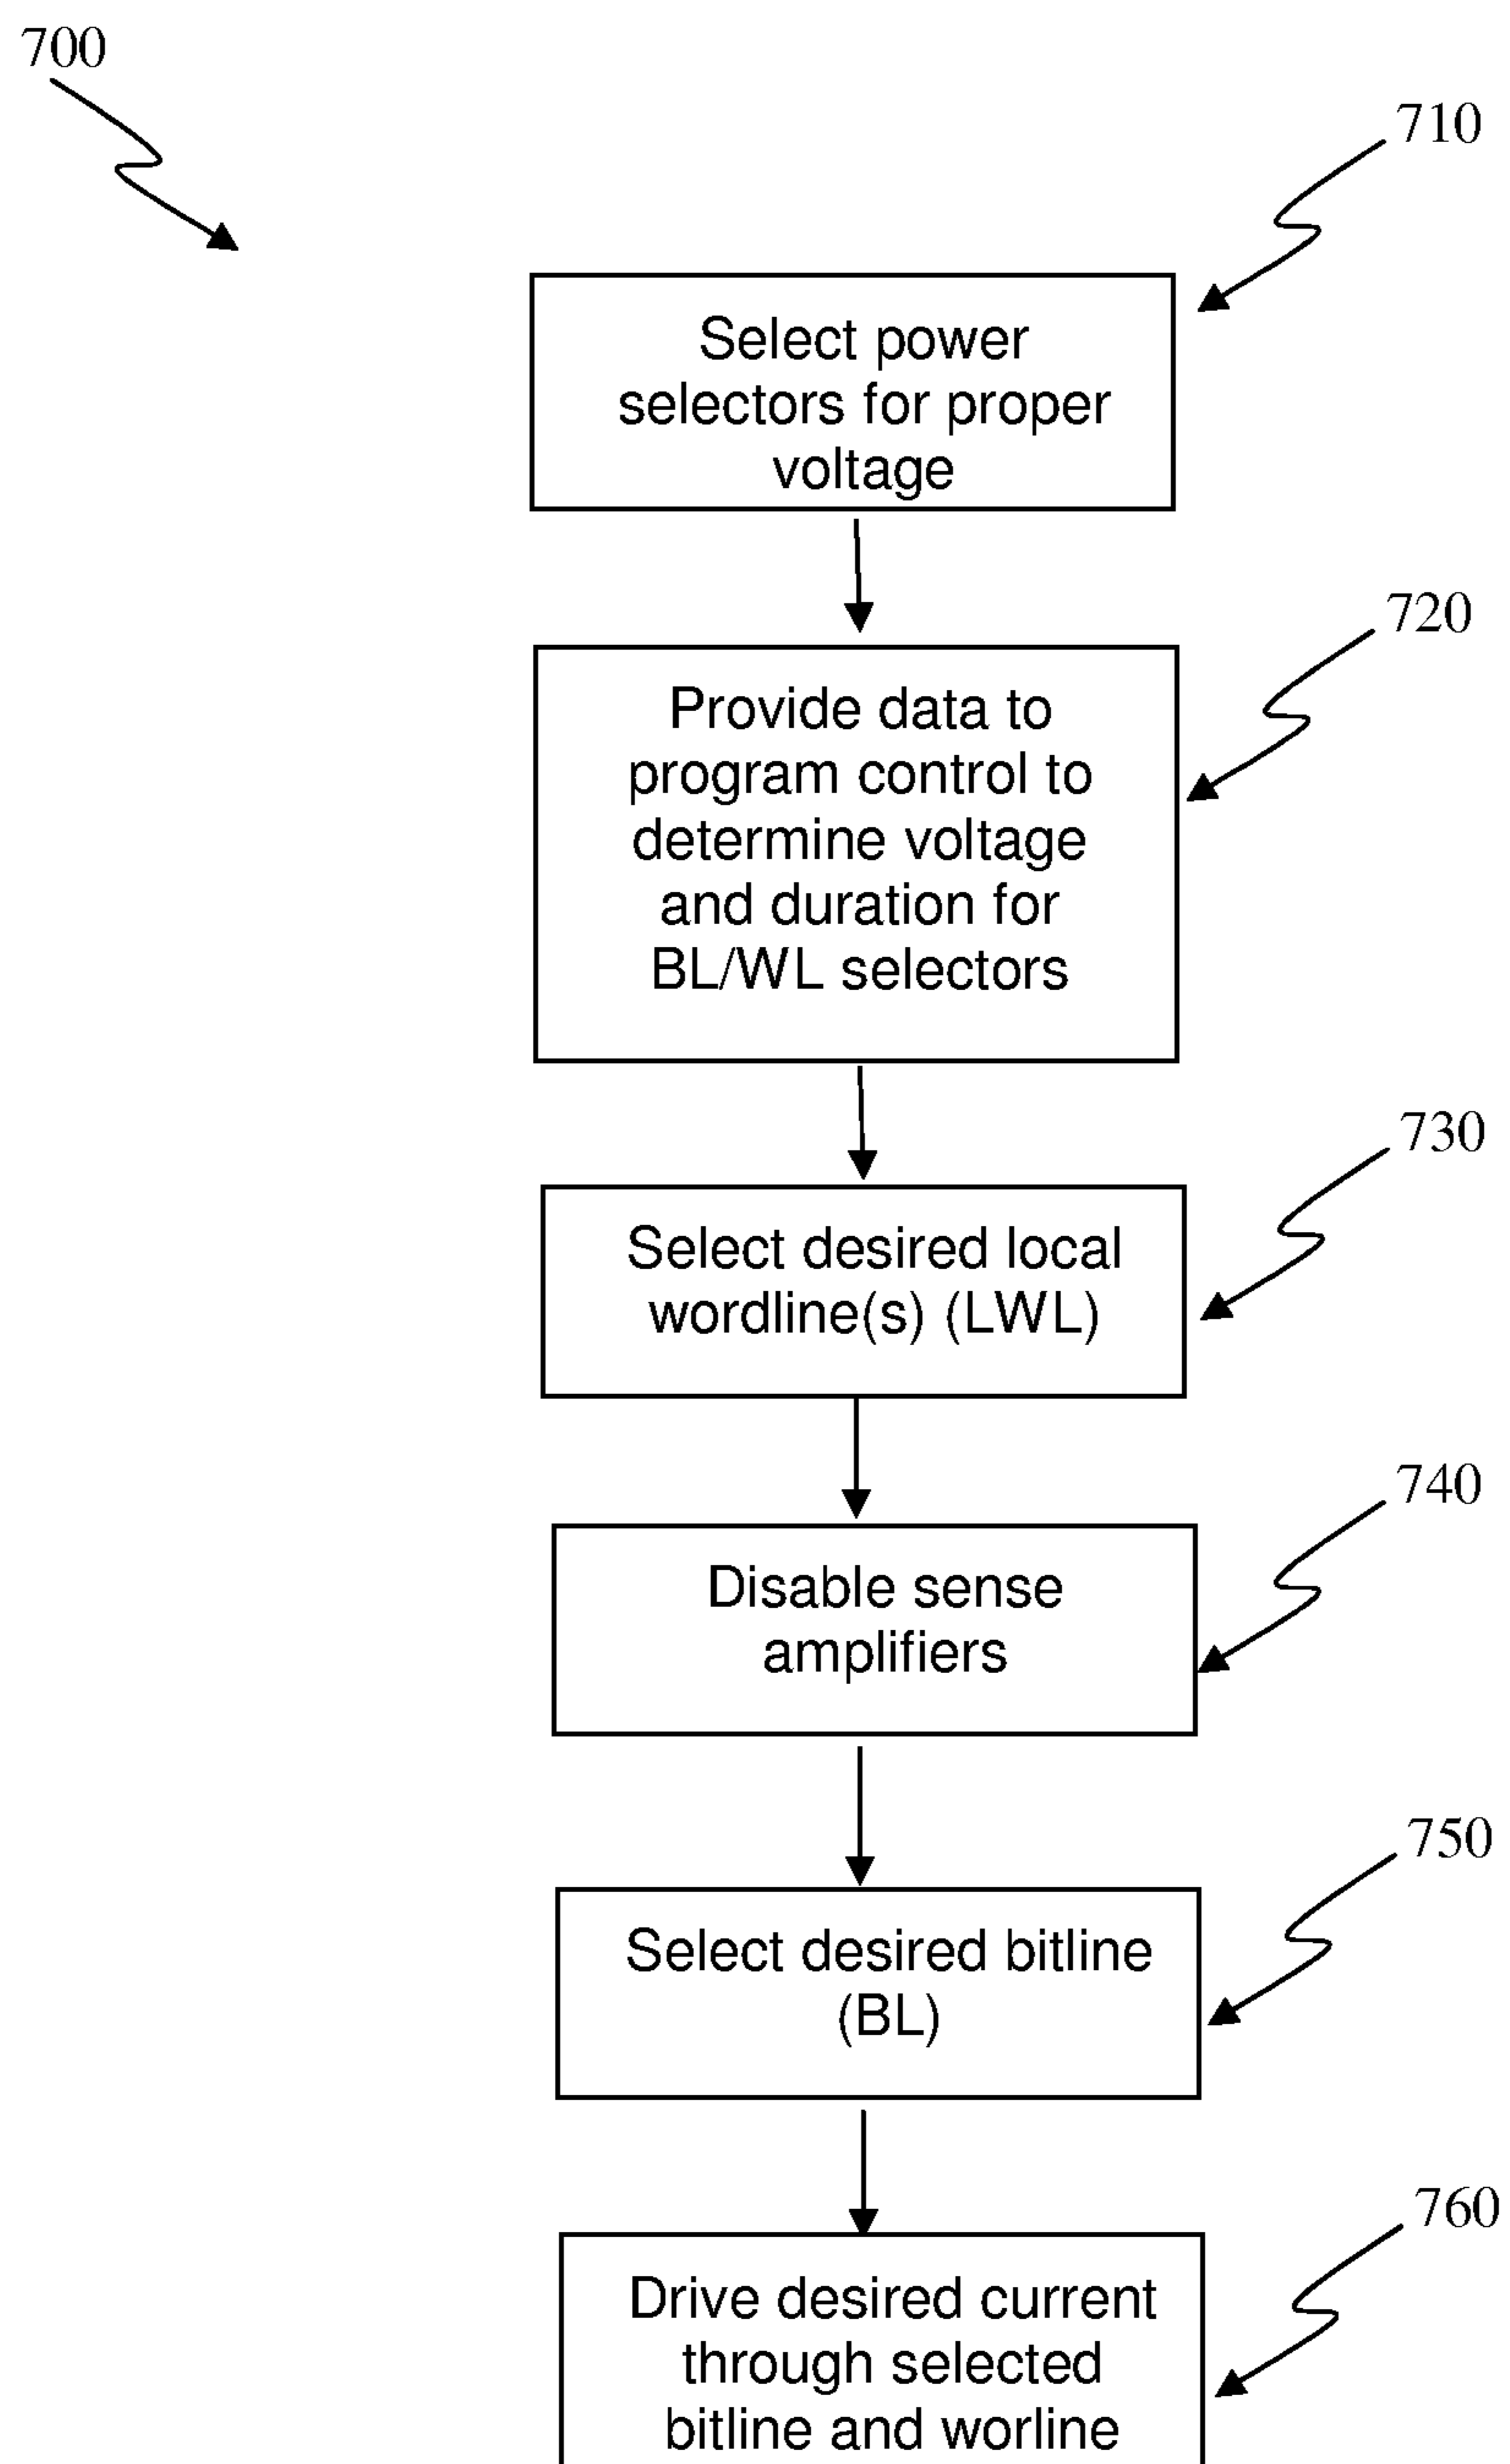 700
710
Select power
selectors for proper
voltage
720
Provide data to
program control to
determine voltage
and duration for
BL/WL selectors
730
Select desired local
wordline(s) (LWL)
740
Disable sense
amplifiers
750
Select desired bitline
(BL)
760
Drive desired current
through selected
bitline and worline